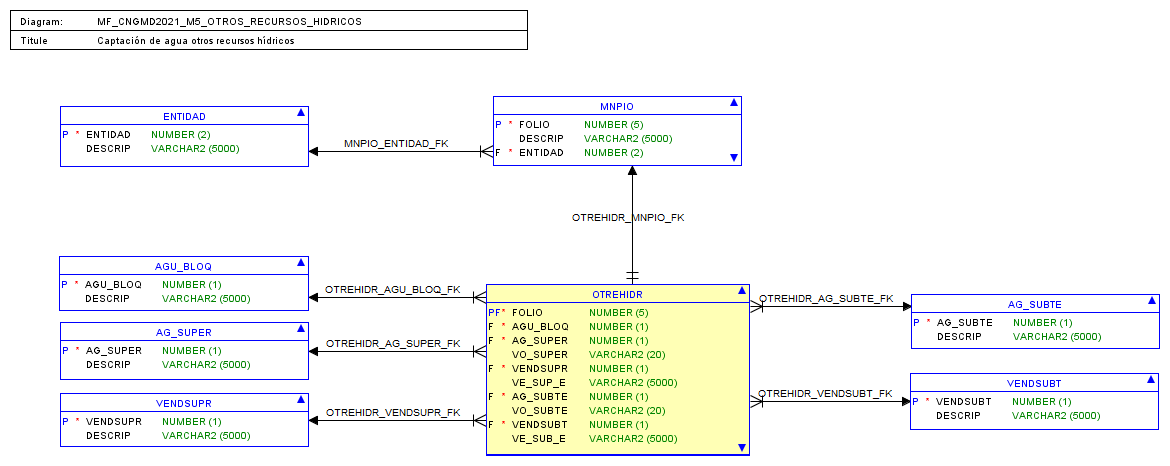 Diagram: MF_CNGMD2021_M5_OTROS_RECURSOS_HIDRICOS
Titule Captación de agua otros recursos hídricos
ENTIDAD
P * ENTIDAD NUMBER (2)
DESCRIP VARCHAR2 (5000)
MNPIO_ENTIDAD_FK
MNPIO
P * FOLIO NUMBER (5)
DESCRIP VARCHAR2 (5000)
F * ENTIDAD NUMBER (2)
OTREHIDR_MNPIO_FK
AGU_BLOQ
P * AGU_BLOQ NUMBER (1)
DESCRIP VARCHAR2 (5000)
OTREHIDR_AGU_BLOQ_FK
AG_SUPER
P * AG_SUPER NUMBER (1)
DESCRIP VARCHAR2 (5000)
OTREHIDR_AG_SUPER_FK
VENDSUPR
P * VENDSUPR NUMBER (1)
DESCRIP VARCHAR2 (5000)
OTREHIDR_VENDSUPR_FK
OTREHIDR
PF* FOLIO NUMBER (5)
F * AGU_BLOQ NUMBER (1)
F * AG_SUPER NUMBER (1)
VO_SUPER VARCHAR2 (20)
F * VENDSUPR NUMBER (1)
VE_SUP_E VARCHAR2 (5000)
F * AG_SUBTE NUMBER (1)
VO_SUBTE VARCHAR2 (20)
F * VENDSUBT NUMBER (1)
VE_SUB_E VARCHAR2 (5000)
OTREHIDR_AG_SUBTE_FK
AG_SUBTE
P * AG_SUBTE NUMBER (1)
DESCRIP VARCHAR2 (5000)
OTREHIDR_VENDSUBT_FK
VENDSUBT
P * VENDSUBT NUMBER (1)
DESCRIP VARCHAR2 (5000)